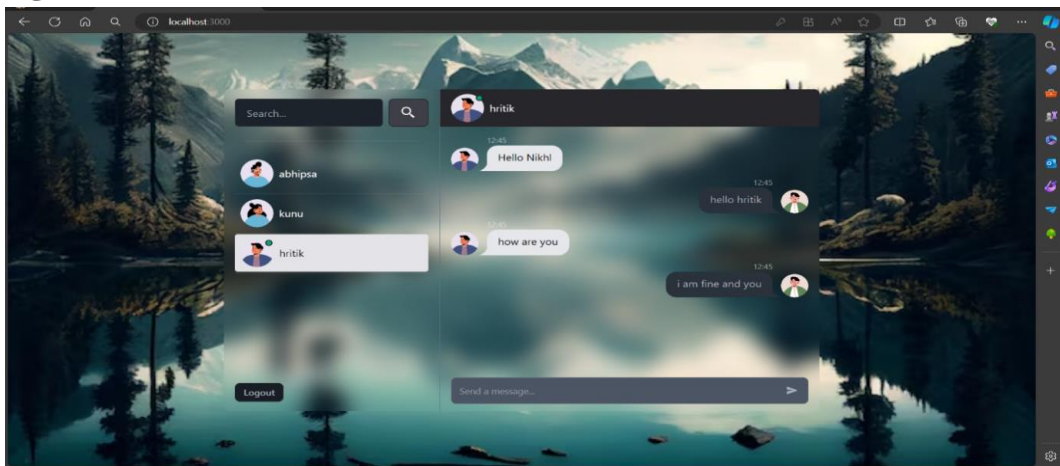 localhost:3000
Search...
abhipsa
kunu
hritik
Logout
hritik
12:45
Hello Nikhl
12:45
hello hritik
12:45
how are you
12:45
i am fine and you
Send a message...